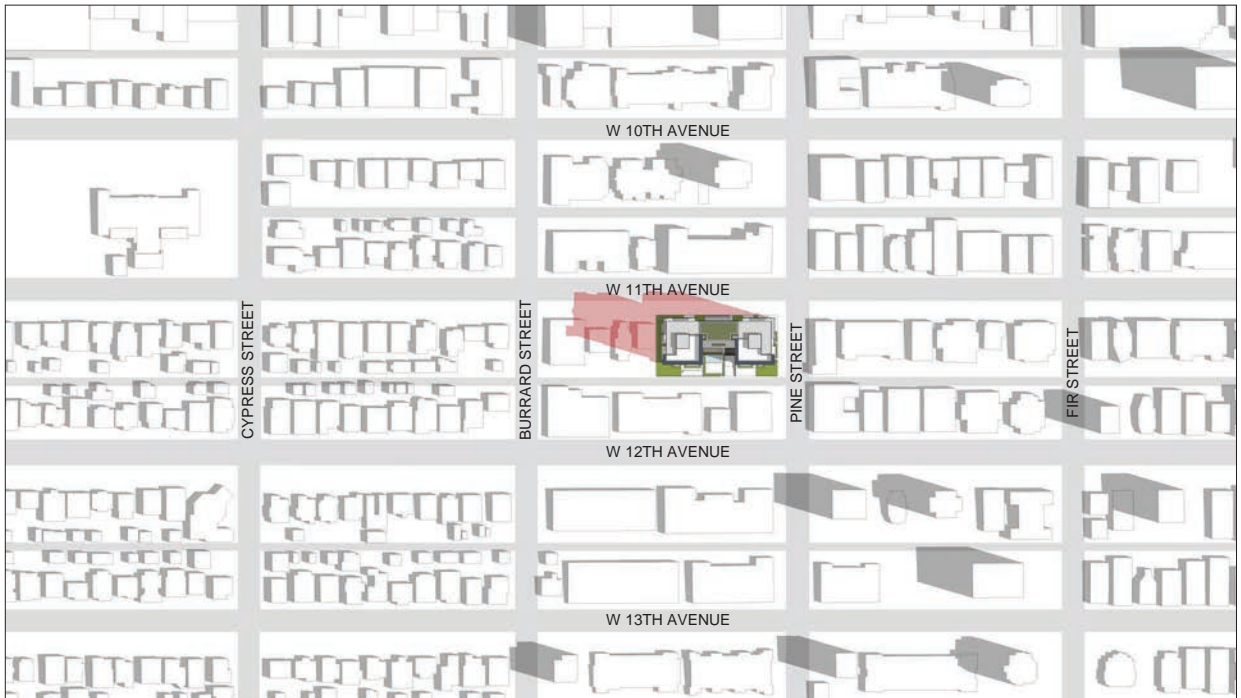 W 10TH AVENUE
W 11TH AVENUE
CYPRESS STREET
BURRARD STREET
PINE STREET
FIR STREET
W 12TH AVENUE
W 13TH AVENUE